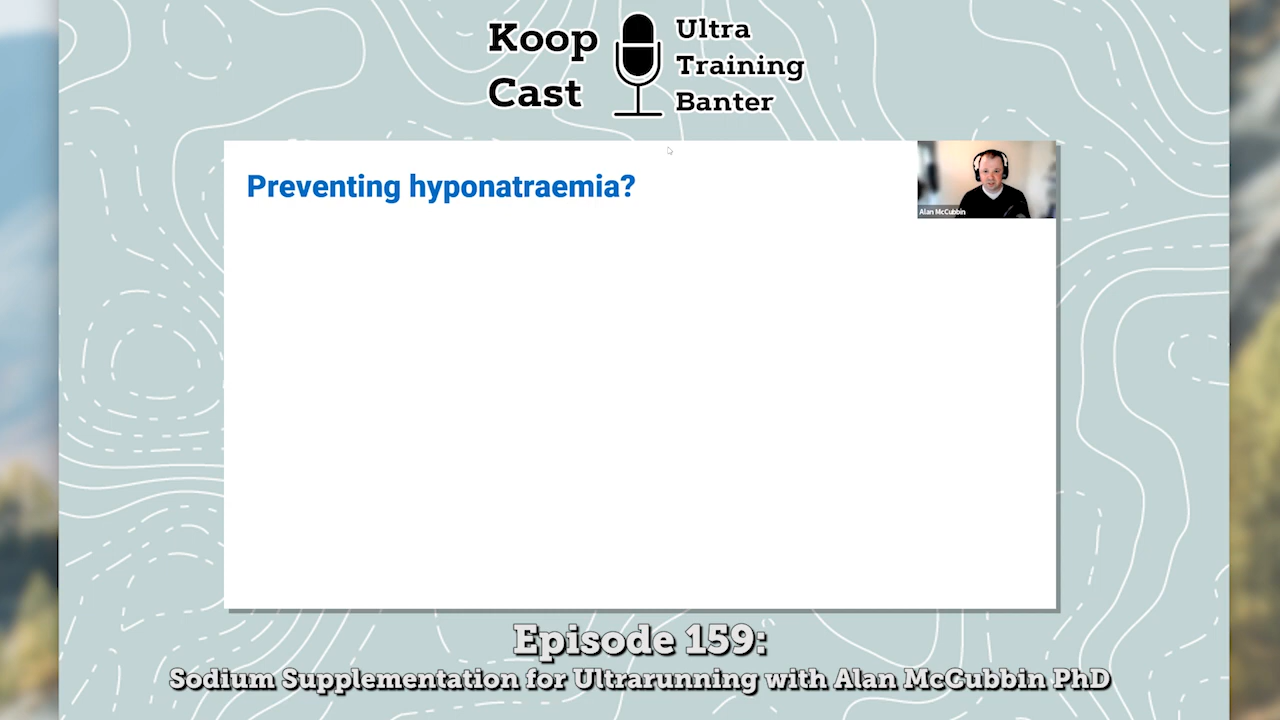 Koop
Cast
Ultra
Training
Banter
Preventing hyponatraemia?
Alan McCubbin
Episode 159:
Sodium Supplementation for Ultrarunning with Alan McCubbin PhD